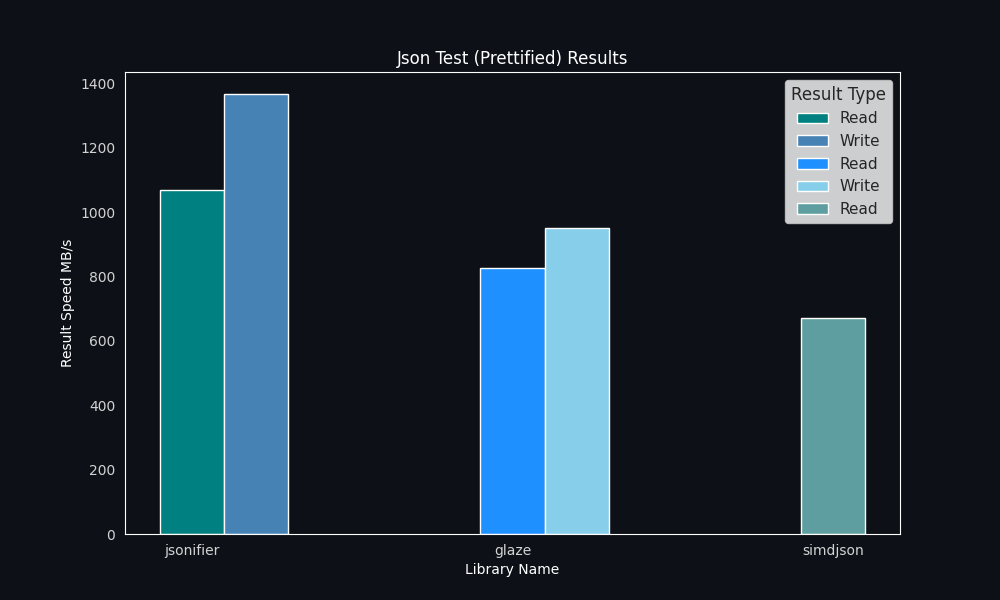 Json Test (Prettified) Results
Result Speed MB/s
1400
1200
1000
800
600
400
200
0
Result Type
Read
Write
Read
Write
Read
jsonifier
glaze
simdjson
Library Name